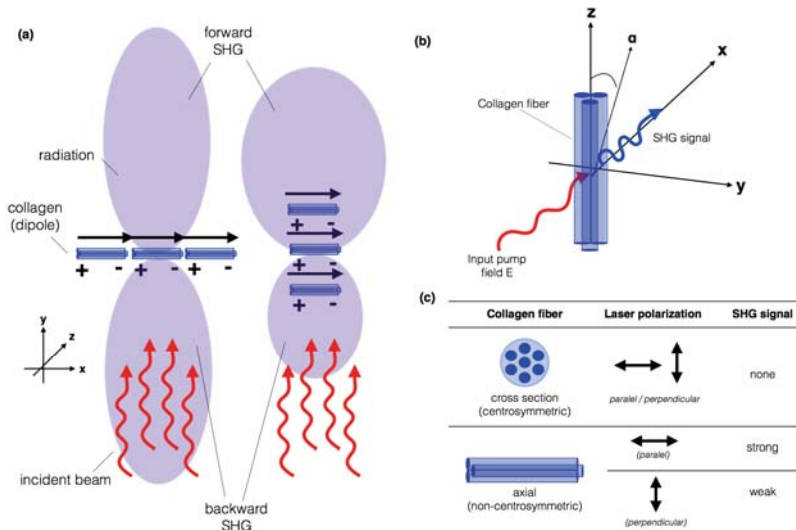 (a)
forward
SHG
radiation
collagen
(dipole)
+ - + - + -
+ -
+ -
+ -
y
z
x
incident beam
backward
SHG
(b)
z
α
x
Collagen fiber
SHG signal
y
Input pump
field E
(c)
Collagen fiber Laser polarization SHG signal
cross section
(centrosymmetric)
paralel / perpendicular
none
axial
(non-centrosymmetric)
(paralel)
strong
(perpendicular)
weak